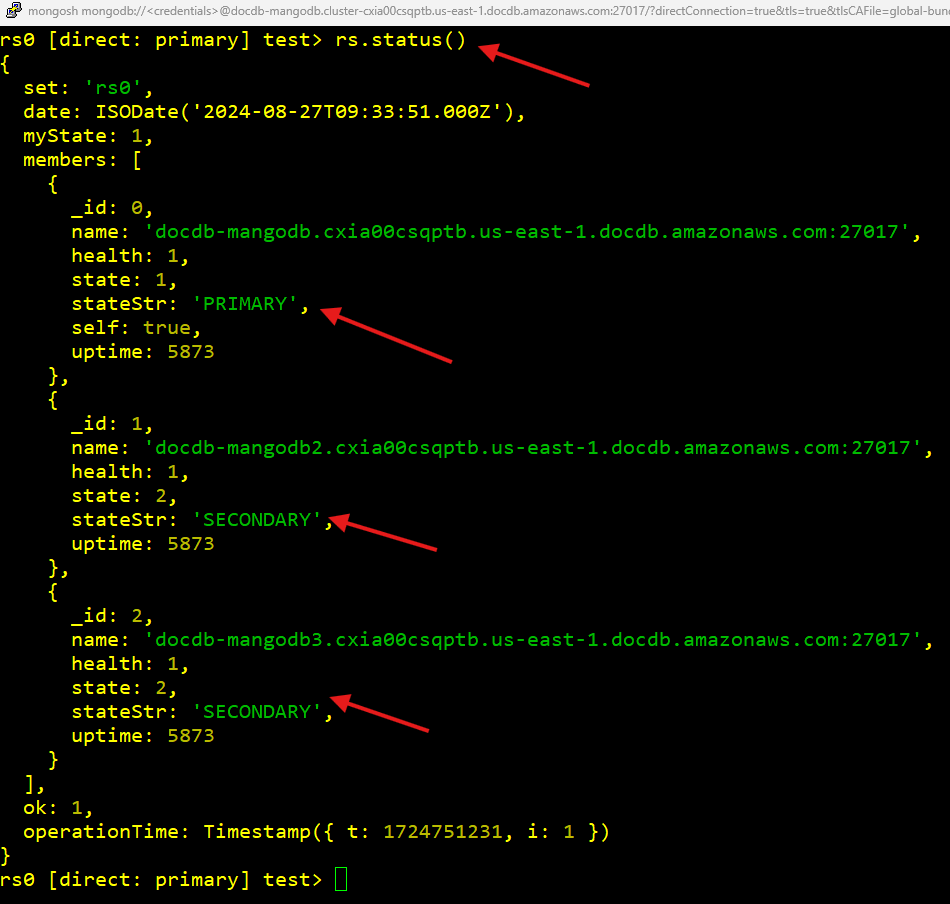 mongosh mongodb://<credentials>@docdb-mangodb.cluster-cxia00csqptb.us-east-1.docdb.amazonaws.com:27017/?directConnection=true&tls=true&tlsCAFile=global-bun
rs0 [direct: primary] test> rs.status()
{
  set: 'rs0',
  date: ISODate('2024-08-27T09:33:51.000Z'),
  myState: 1,
  members: [
    {
      _id: 0,
      name: 'docdb-mangodb.cxia00csqptb.us-east-1.docdb.amazonaws.com:27017',
      health: 1,
      state: 1,
      stateStr: 'PRIMARY',
      self: true,
      uptime: 5873
    },
    {
      _id: 1,
      name: 'docdb-mangodb2.cxia00csqptb.us-east-1.docdb.amazonaws.com:27017',
      health: 1,
      state: 2,
      stateStr: 'SECONDARY',
      uptime: 5873
    },
    {
      _id: 2,
      name: 'docdb-mangodb3.cxia00csqptb.us-east-1.docdb.amazonaws.com:27017',
      health: 1,
      state: 2,
      stateStr: 'SECONDARY',
      uptime: 5873
    }
  ],
  ok: 1,
  operationTime: Timestamp({ t: 1724751231, i: 1 })
}
rs0 [direct: primary] test>